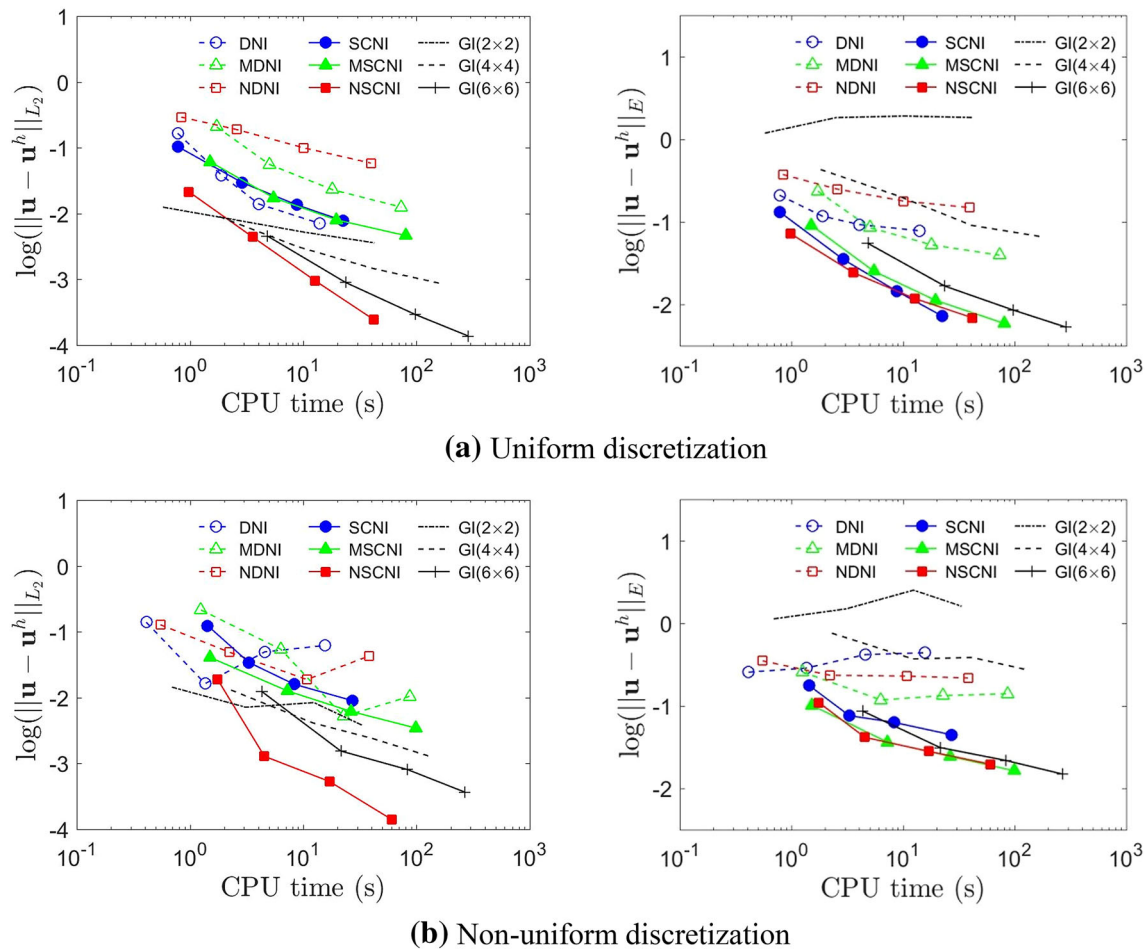 1
0
-1
-2
-3
-4
log(||u − u^h||_{L_2})
DNI
MDNI
NDNI
SCNI
MSCNI
NSCNI
GI(2×2)
GI(4×4)
GI(6×6)
10^-1 10^0 10^1 10^2 10^3
CPU time (s)
1
0
-1
-2
log(||u − u^h||_E)
DNI
MDNI
NDNI
SCNI
MSCNI
NSCNI
GI(2×2)
GI(4×4)
GI(6×6)
10^-1 10^0 10^1 10^2 10^3
CPU time (s)
(a) Uniform discretization
1
0
-1
-2
-3
-4
log(||u − u^h||_{L_2})
DNI
MDNI
NDNI
SCNI
MSCNI
NSCNI
GI(2×2)
GI(4×4)
GI(6×6)
10^-1 10^0 10^1 10^2 10^3
CPU time (s)
1
0
-1
-2
log(||u − u^h||_E)
DNI
MDNI
NDNI
SCNI
MSCNI
NSCNI
GI(2×2)
GI(4×4)
GI(6×6)
10^-1 10^0 10^1 10^2 10^3
CPU time (s)
(b) Non-uniform discretization